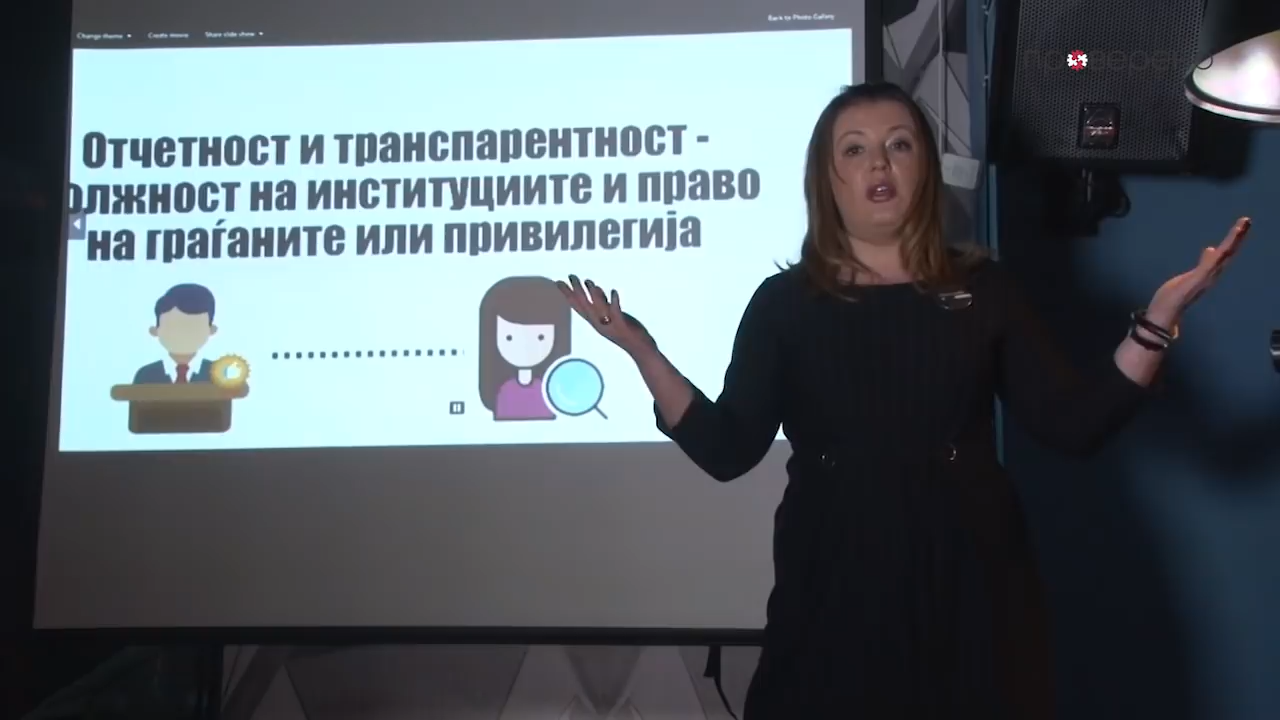 Back to Photo Gallery
Change theme Create movie Share slide show
Отчетност и транспарентност -
олжност на институциите и право
на граѓаните или привилегија
проверено